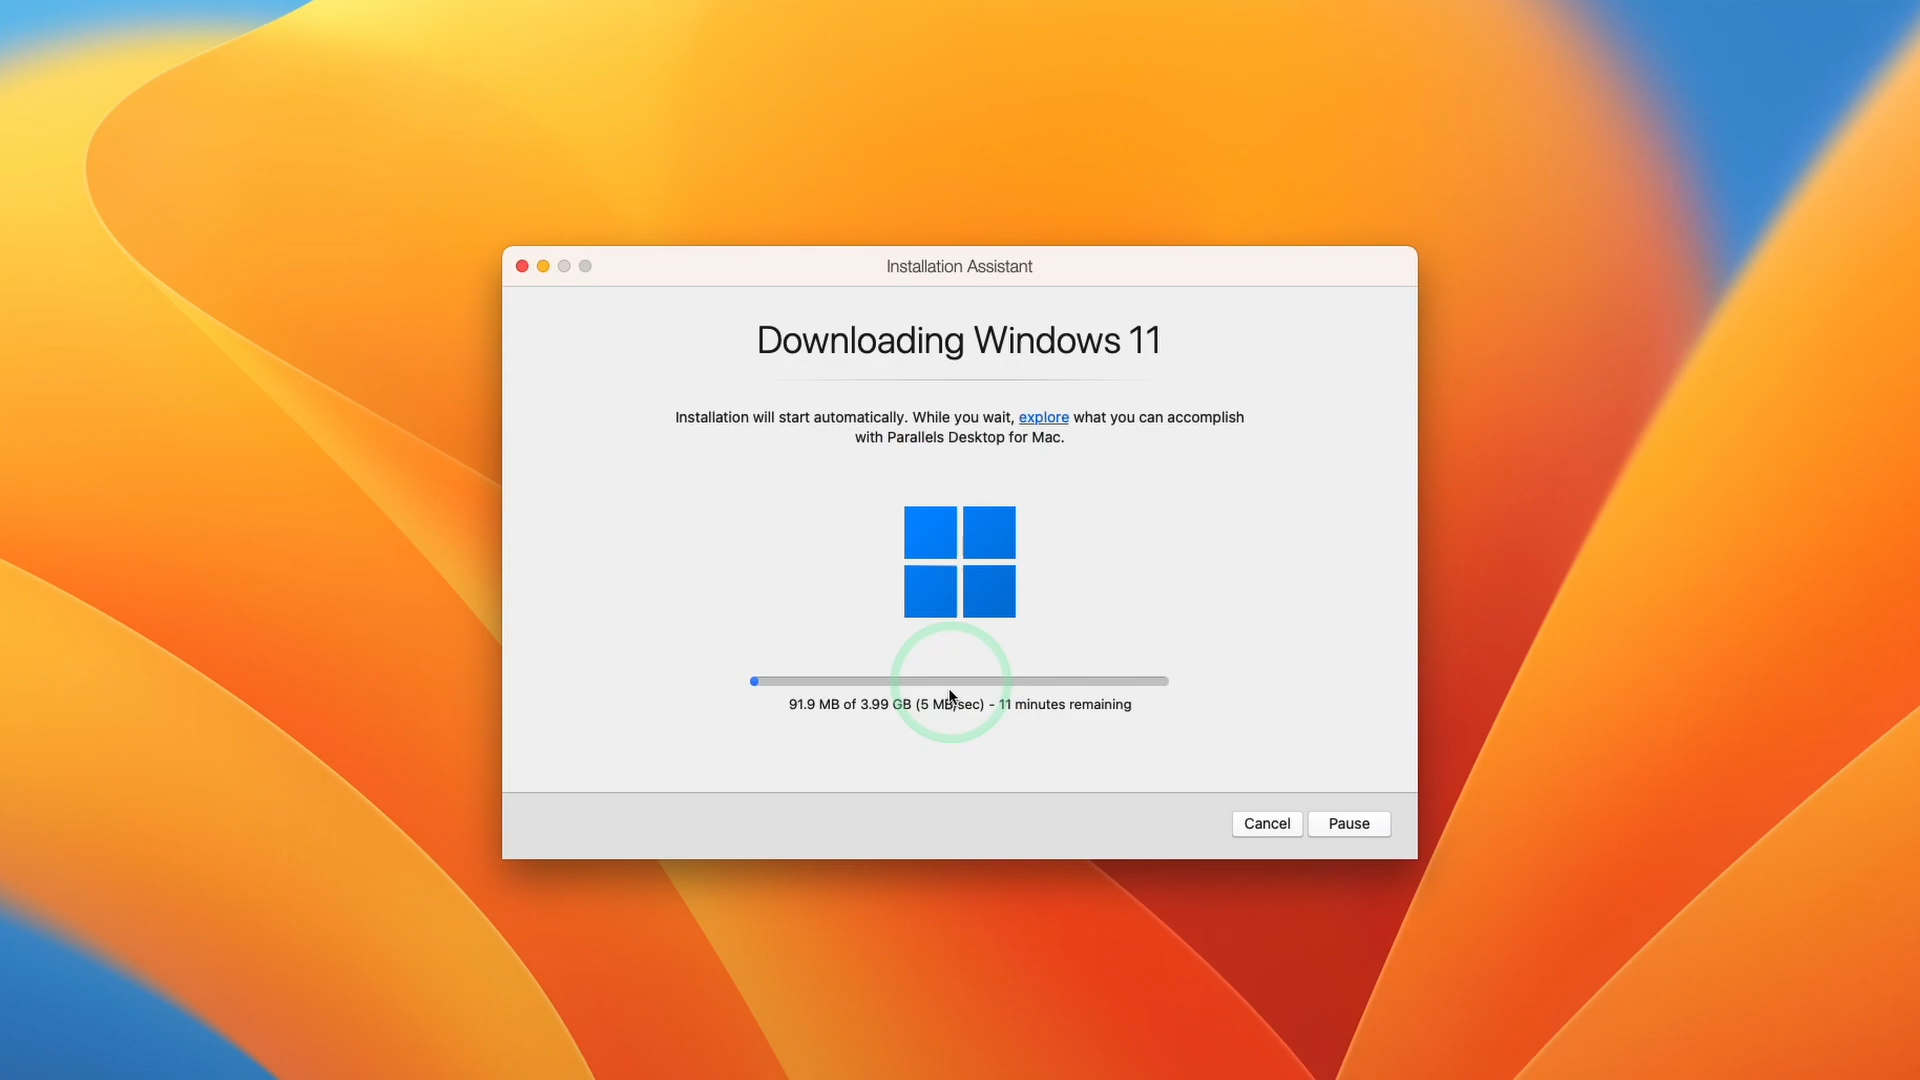 Installation Assistant
Downloading Windows 11
Installation will start automatically. While you wait, explore what you can accomplish
with Parallels Desktop for Mac.
91.9 MB of 3.99 GB (5 MB/sec) - 11 minutes remaining
Cancel Pause